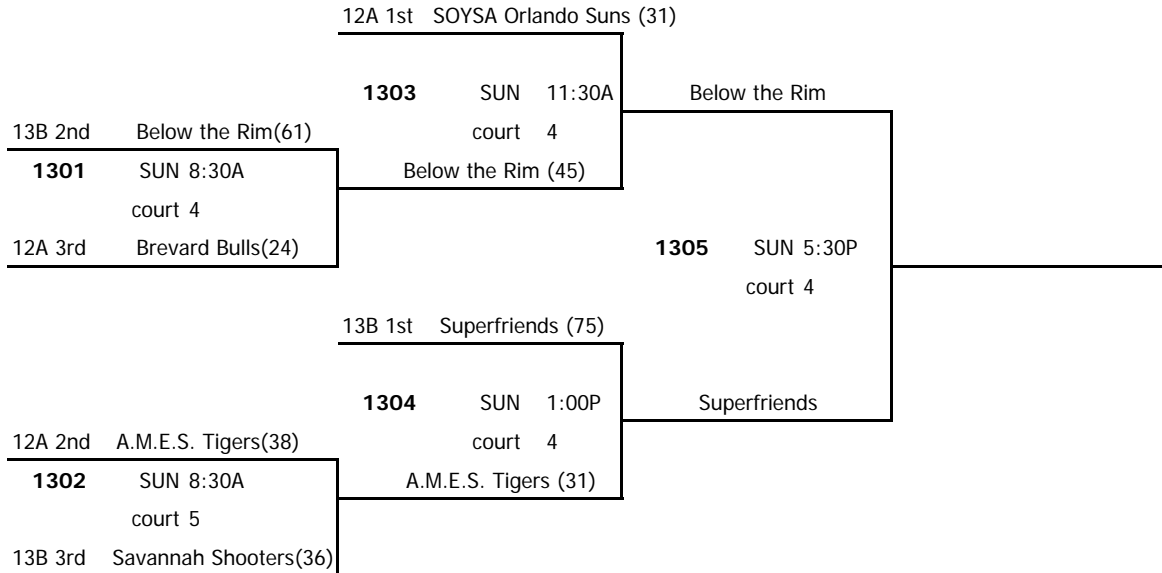 12A 1st SOYSA Orlando Suns (31)
1303 SUN 11:30A Below the Rim
13B 2nd Below the Rim(61) court 4
1301 SUN 8:30A Below the Rim (45)
court 4
12A 3rd Brevard Bulls(24) 1305 SUN 5:30P
court 4
13B 1st Superfriends (75)
1304 SUN 1:00P Superfriends
12A 2nd A.M.E.S. Tigers(38) court 4
1302 SUN 8:30A A.M.E.S. Tigers (31)
court 5
13B 3rd Savannah Shooters(36)